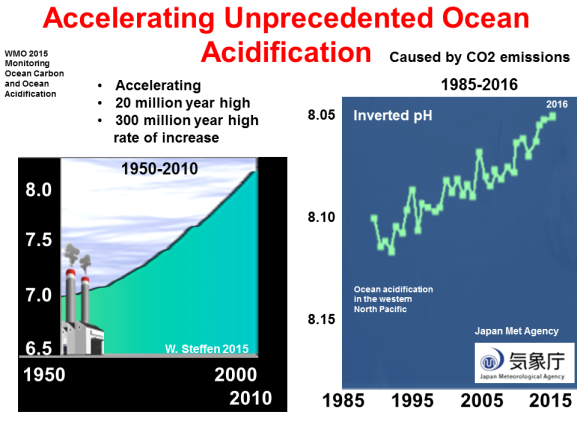 Accelerating Unprecedented Ocean
Acidification
Caused by CO2 emissions
WMO 2015
Monitoring
Ocean Carbon
and Ocean
Acidification
• Accelerating
• 20 million year high
• 300 million year high
rate of increase
1950-2010
8.0
7.5
7.0
6.5
W. Steffen 2015
1950
2000
2010
1985-2016
8.05
8.10
8.15
Inverted pH
2016
Ocean acidification
in the western
North Pacific
Japan Met Agency
気象庁
Japan Meteorological Agency
1985
1995
2005
2015